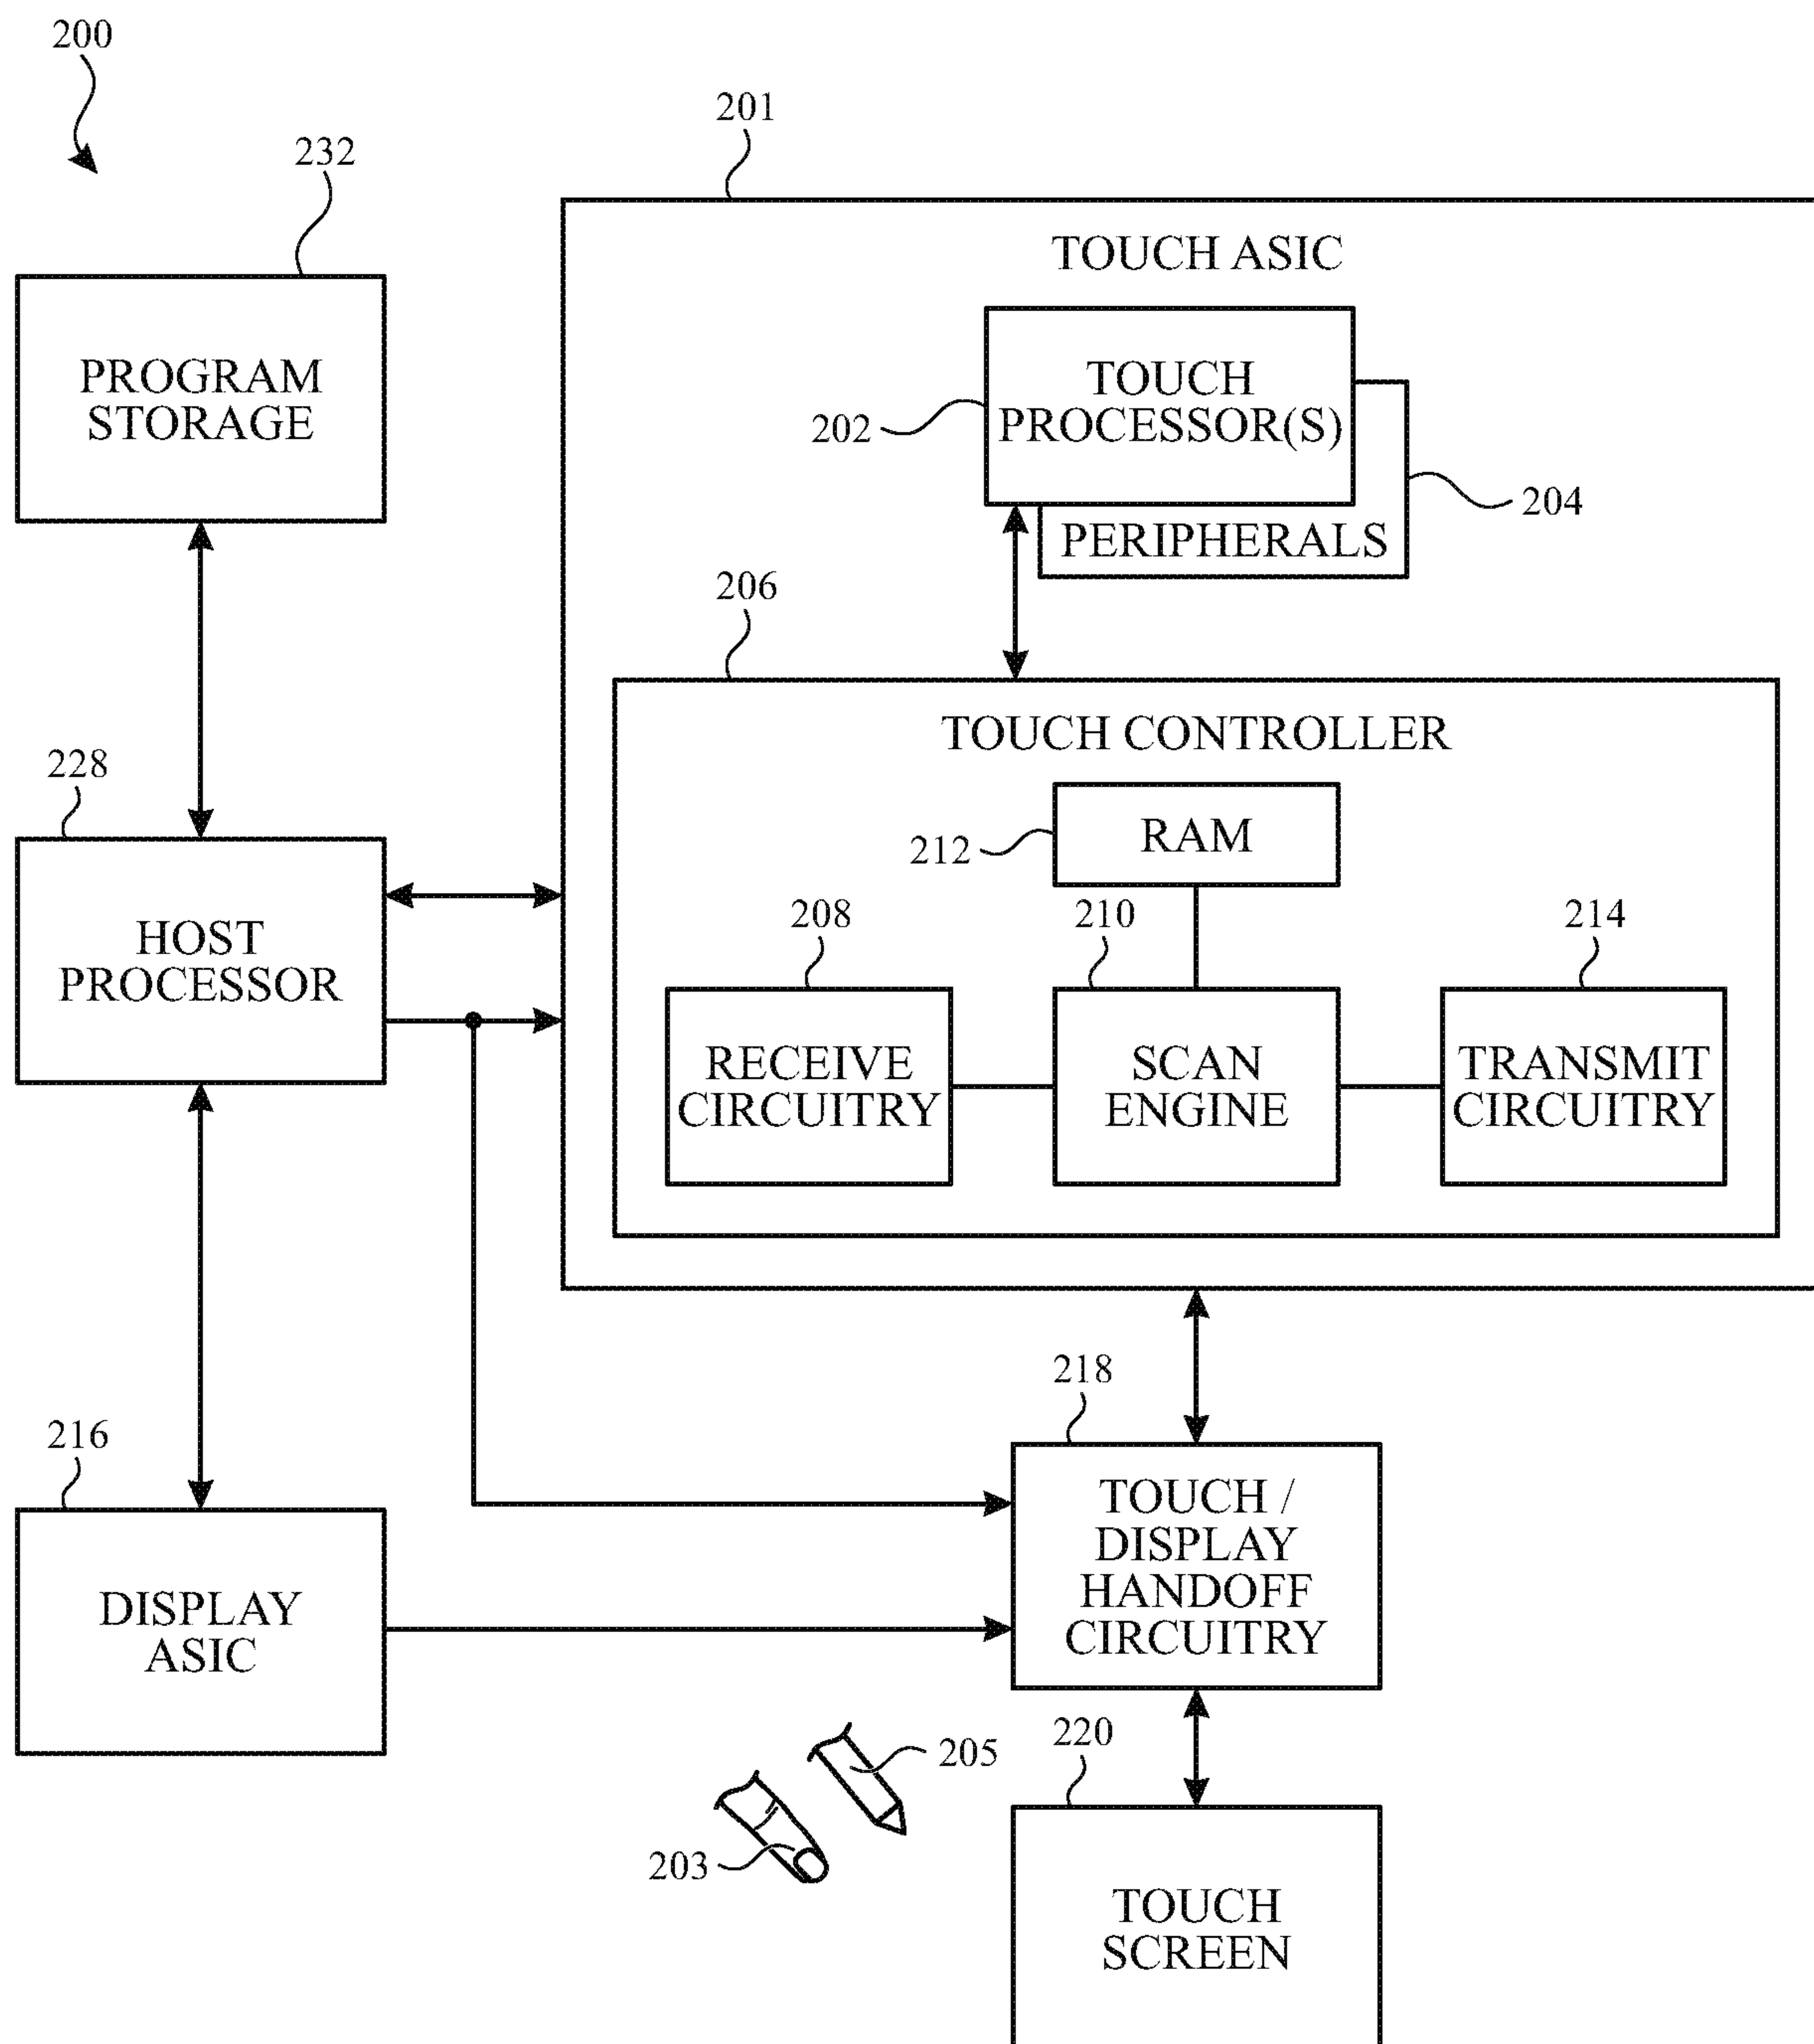 200
201
232
TOUCH ASIC
PROGRAM
STORAGE
TOUCH
PROCESSOR(S)
202
204
PERIPHERALS
206
TOUCH CONTROLLER
228
RAM
212
HOST
PROCESSOR
208
210
214
RECEIVE
CIRCUITRY
SCAN
ENGINE
TRANSMIT
CIRCUITRY
218
216
TOUCH /
DISPLAY
HANDOFF
CIRCUITRY
DISPLAY
ASIC
220
205
203
TOUCH
SCREEN